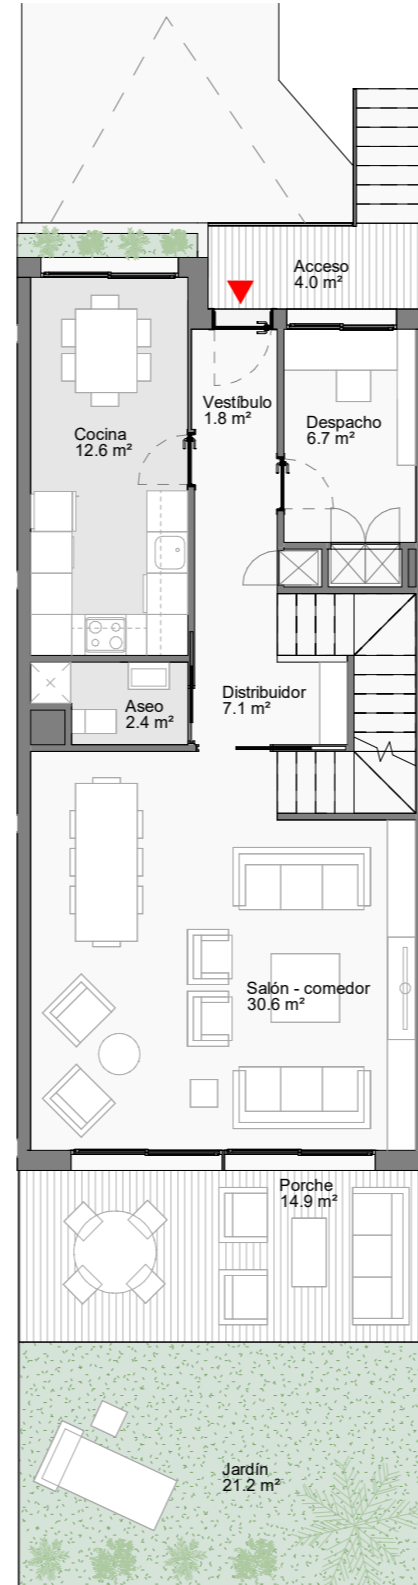 Acceso
4.0 m²
Vestíbulo
1.8 m²
Despacho
6.7 m²
Cocina
12.6 m²
Distribuidor
7.1 m²
Aseo
2.4 m²
Salón - comedor
30.6 m²
Porche
14.9 m²
Jardín
21.2 m²